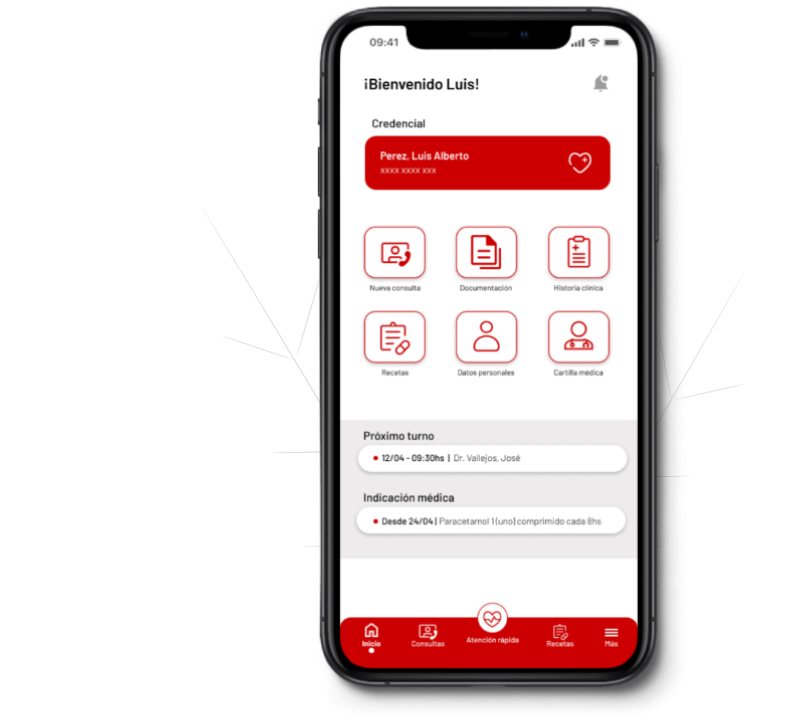 09:41
¡Bienvenido Luis!
Credencial
Perez, Luis Alberto
xxxx xxxx xxx
Nueva consulta
Documentación
Historia clínica
Recetas
Datos personales
Cartilla médica
Próximo turno
12/04 - 09:30hs | Dr. Vallejos, José
Indicación médica
Desde 24/04 | Paracetamol 1 (uno) comprimido cada 8hs
Inicio
Consultas
Atención rápida
Recetas
Más